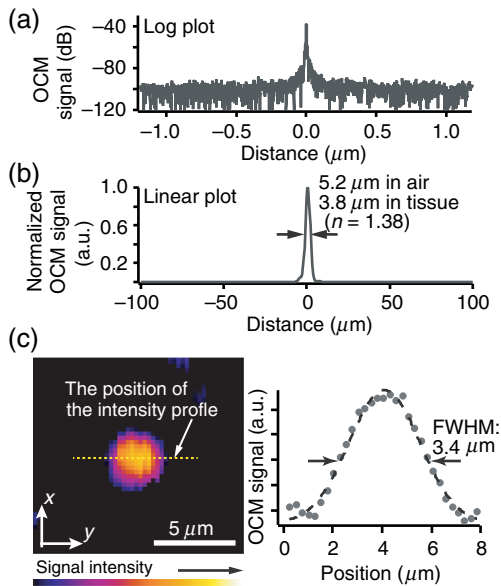 (a)
Log plot
OCM
signal (dB)
−40
−80
−120
−1.0 −0.5 0.0 0.5 1.0
Distance (μm)
(b)
Linear plot
5.2 μm in air
3.8 μm in tissue
(n = 1.38)
Normalized
OCM signal
(a.u.)
1.0
0.6
0.2
−100 −50 0 50 100
Distance (μm)
(c)
The position of
the intensity profle
x
y
5 μm
Signal intensity
OCM signal (a.u.)
FWHM:
3.4 μm
0 2 4 6 8
Position (μm)